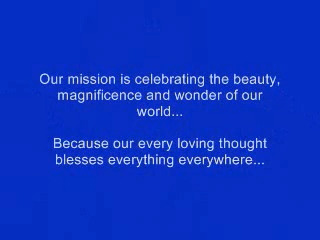 Our mission is celebrating the beauty,
magnificence and wonder of our
world...
Because our every loving thought
blesses everything everywhere...